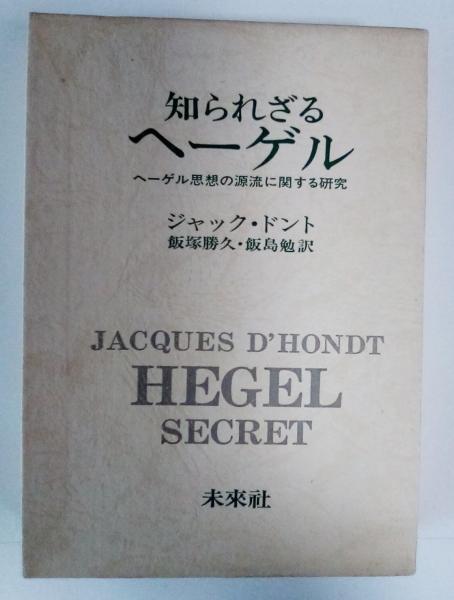 知られざる
ヘーゲル
ヘーゲル思想の源流に関する研究
ジャック・ドント
飯塚勝久・飯島勉訳
JACQUES D'HONDT
HEGEL
SECRET
未來社